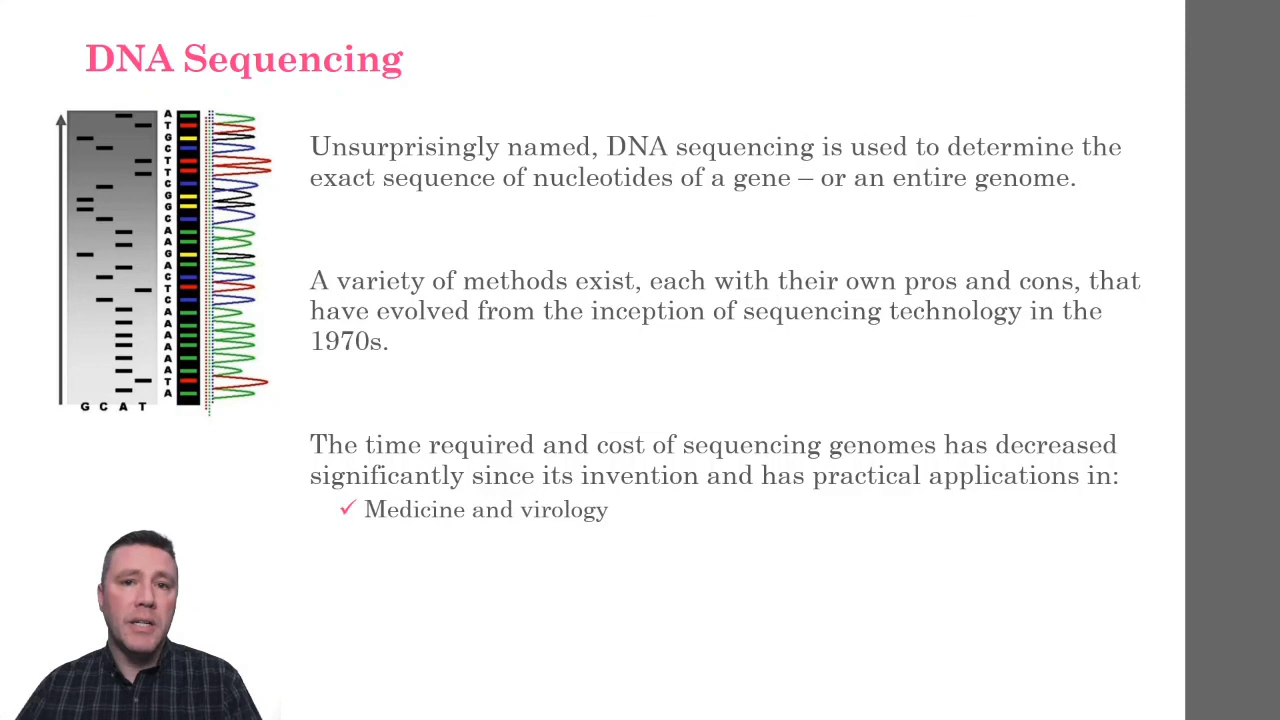 DNA Sequencing
A
T
G
C
T
T
C
G
G
C
A
A
G
A
C
T
C
A
A
A
A
A
A
T
A
G C A T
Unsurprisingly named, DNA sequencing is used to determine the
exact sequence of nucleotides of a gene – or an entire genome.
A variety of methods exist, each with their own pros and cons, that
have evolved from the inception of sequencing technology in the
1970s.
The time required and cost of sequencing genomes has decreased
significantly since its invention and has practical applications in:
✓ Medicine and virology